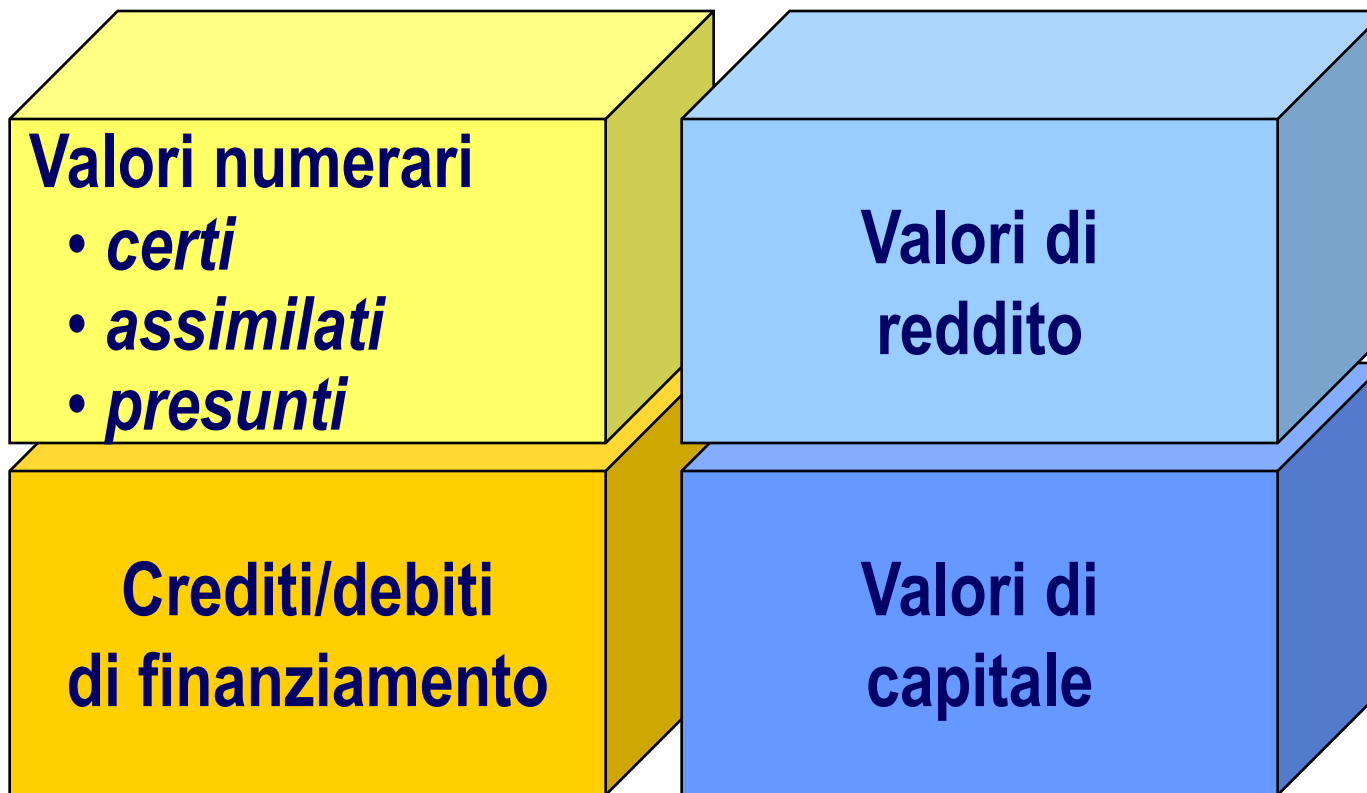 Valori numerari
• certi
• assimilati
• presunti
Valori di
reddito
Crediti/debiti
di finanziamento
Valori di
capitale